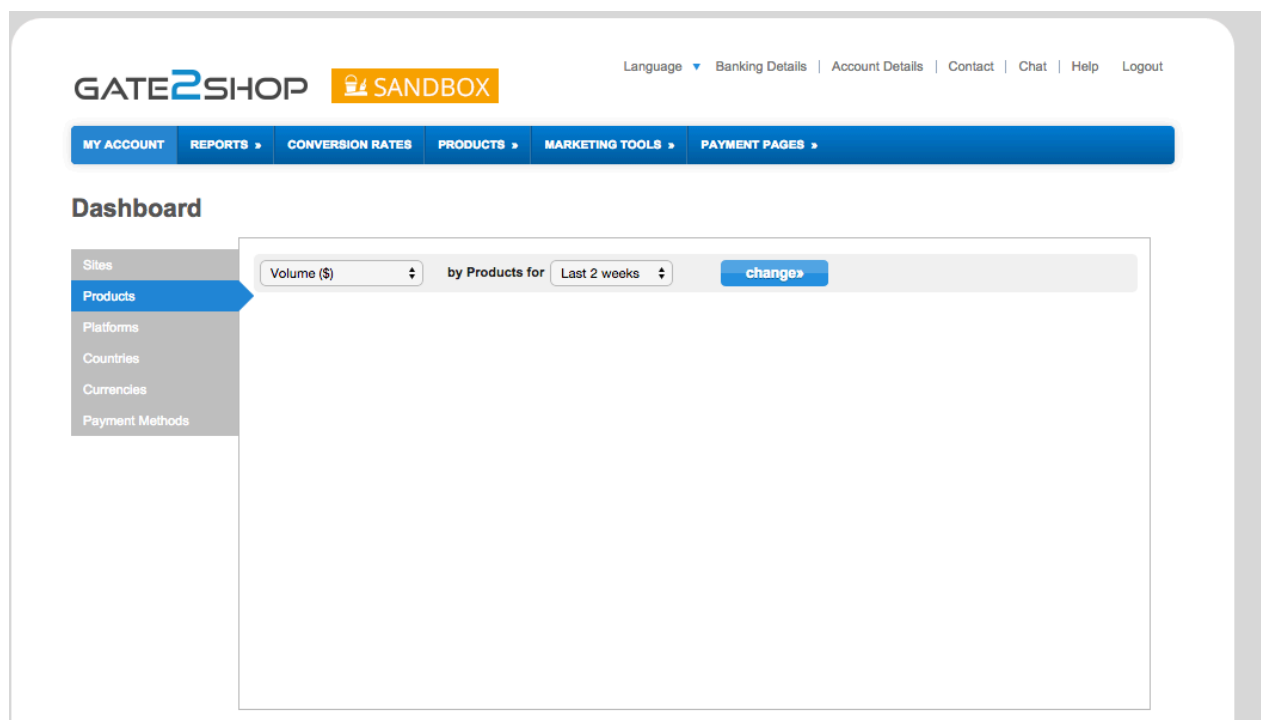 Language ▼ Banking Details | Account Details | Contact | Chat | Help Logout
GATE2SHOP SANDBOX
MY ACCOUNT REPORTS » CONVERSION RATES PRODUCTS » MARKETING TOOLS » PAYMENT PAGES »
Dashboard
Sites
Volume ($) by Products for Last 2 weeks change»
Products
Platforms
Countries
Currencies
Payment Methods